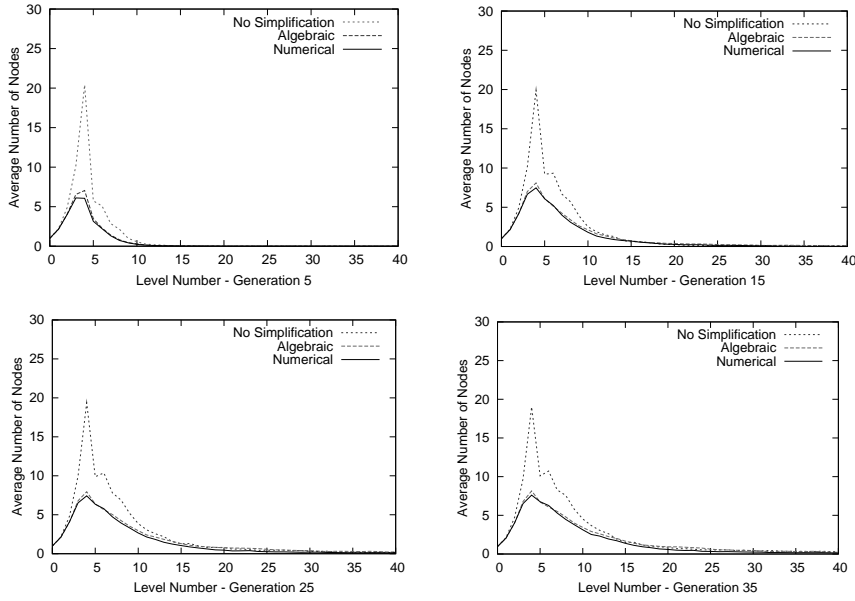 30
25
20
15
10
5
0
0 5 10 15 20 25 30 35 40
Average Number of Nodes
Level Number - Generation 5
No Simplification
Algebraic
Numerical
30
25
20
15
10
5
0
0 5 10 15 20 25 30 35 40
Average Number of Nodes
Level Number - Generation 15
No Simplification
Algebraic
Numerical
30
25
20
15
10
5
0
0 5 10 15 20 25 30 35 40
Average Number of Nodes
Level Number - Generation 25
No Simplification
Algebraic
Numerical
30
25
20
15
10
5
0
0 5 10 15 20 25 30 35 40
Average Number of Nodes
Level Number - Generation 35
No Simplification
Algebraic
Numerical